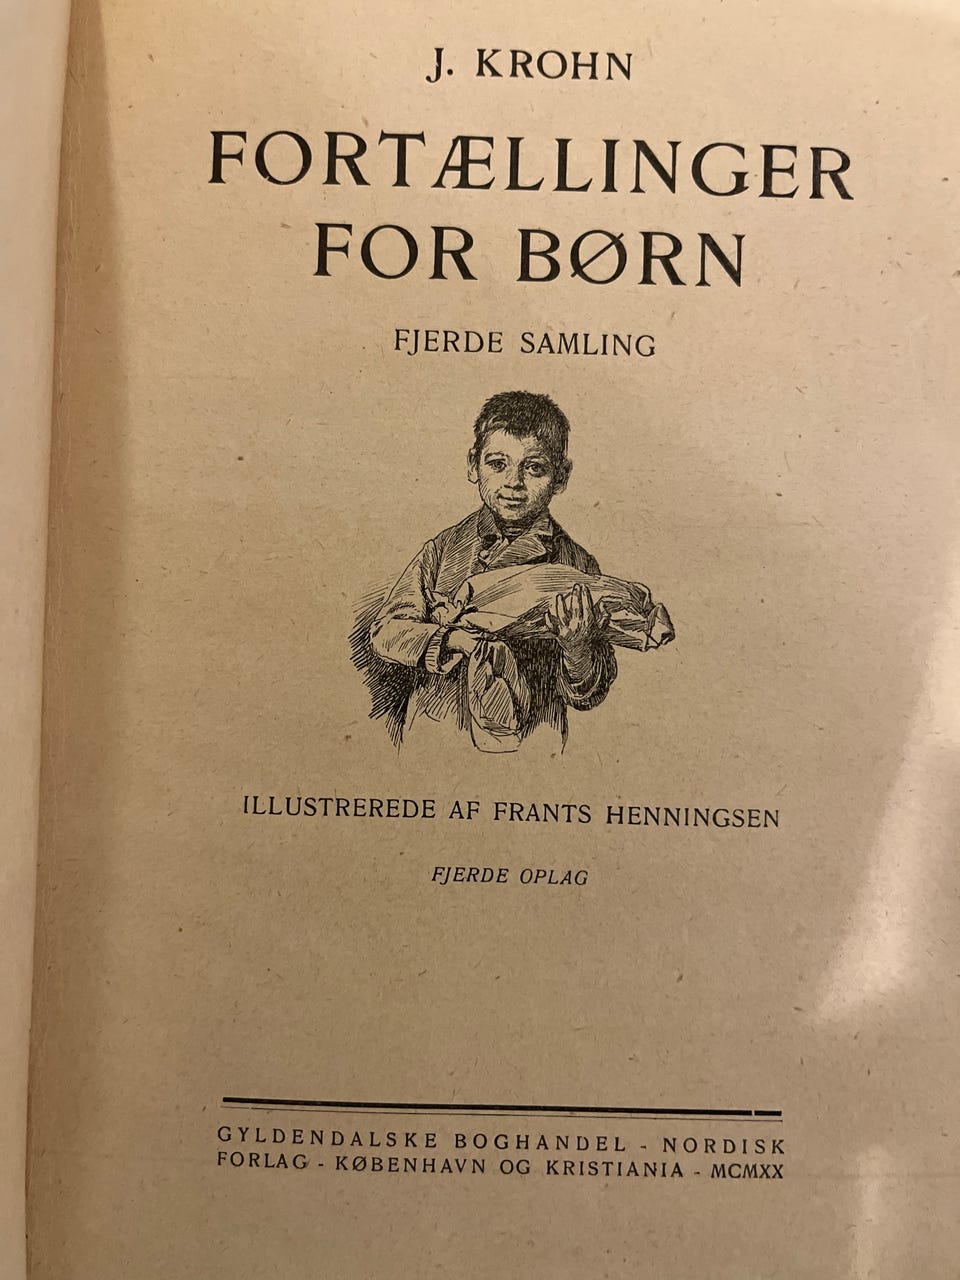 J. KROHN
FORTÆLLINGER
FOR BØRN
FJERDE SAMLING
ILLUSTREREDE AF FRANTS HENNINGSEN
FJERDE OPLAG
GYLDENDALSKE BOGHANDEL - NORDISK
FORLAG - KØBENHAVN OG KRISTIANIA - MCMXX